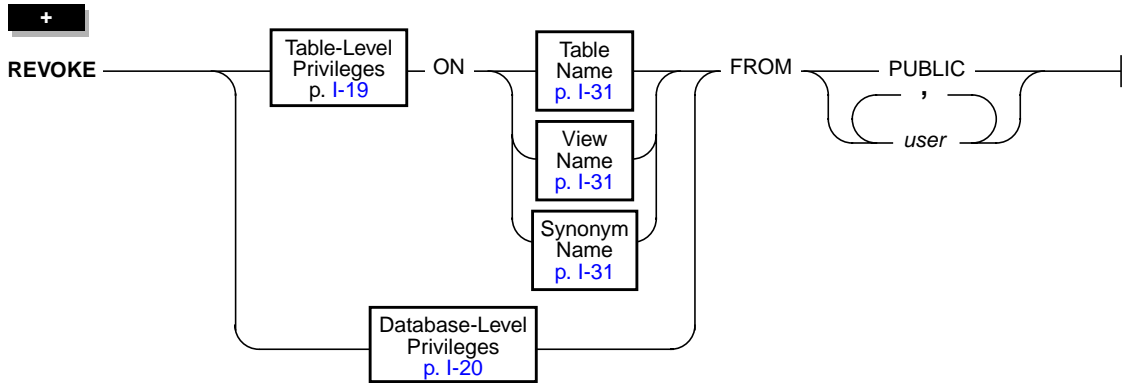 +
REVOKE
Table-Level
Privileges
p. I-19
ON
Table
Name
p. I-31
View
Name
p. I-31
Synonym
Name
p. I-31
FROM
PUBLIC
,
user
Database-Level
Privileges
p. I-20